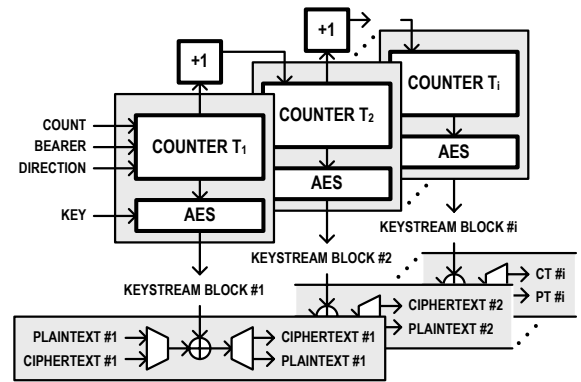 +1
+1
COUNTER Ti
COUNTER T2
COUNTER T1
COUNT
BEARER
DIRECTION
AES
AES
AES
KEY
KEYSTREAM BLOCK #i
KEYSTREAM BLOCK #2
KEYSTREAM BLOCK #1
CT #i
PT #i
CIPHERTEXT #2
PLAINTEXT #2
PLAINTEXT #1
CIPHERTEXT #1
CIPHERTEXT #1
PLAINTEXT #1